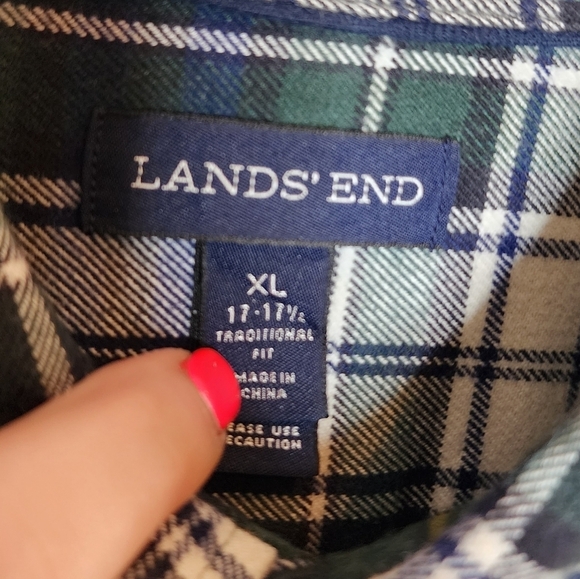 LANDS' END
XL
17-17½
TRADITIONAL
FIT
MADE IN
CHINA
EASE USE
ECAUTION